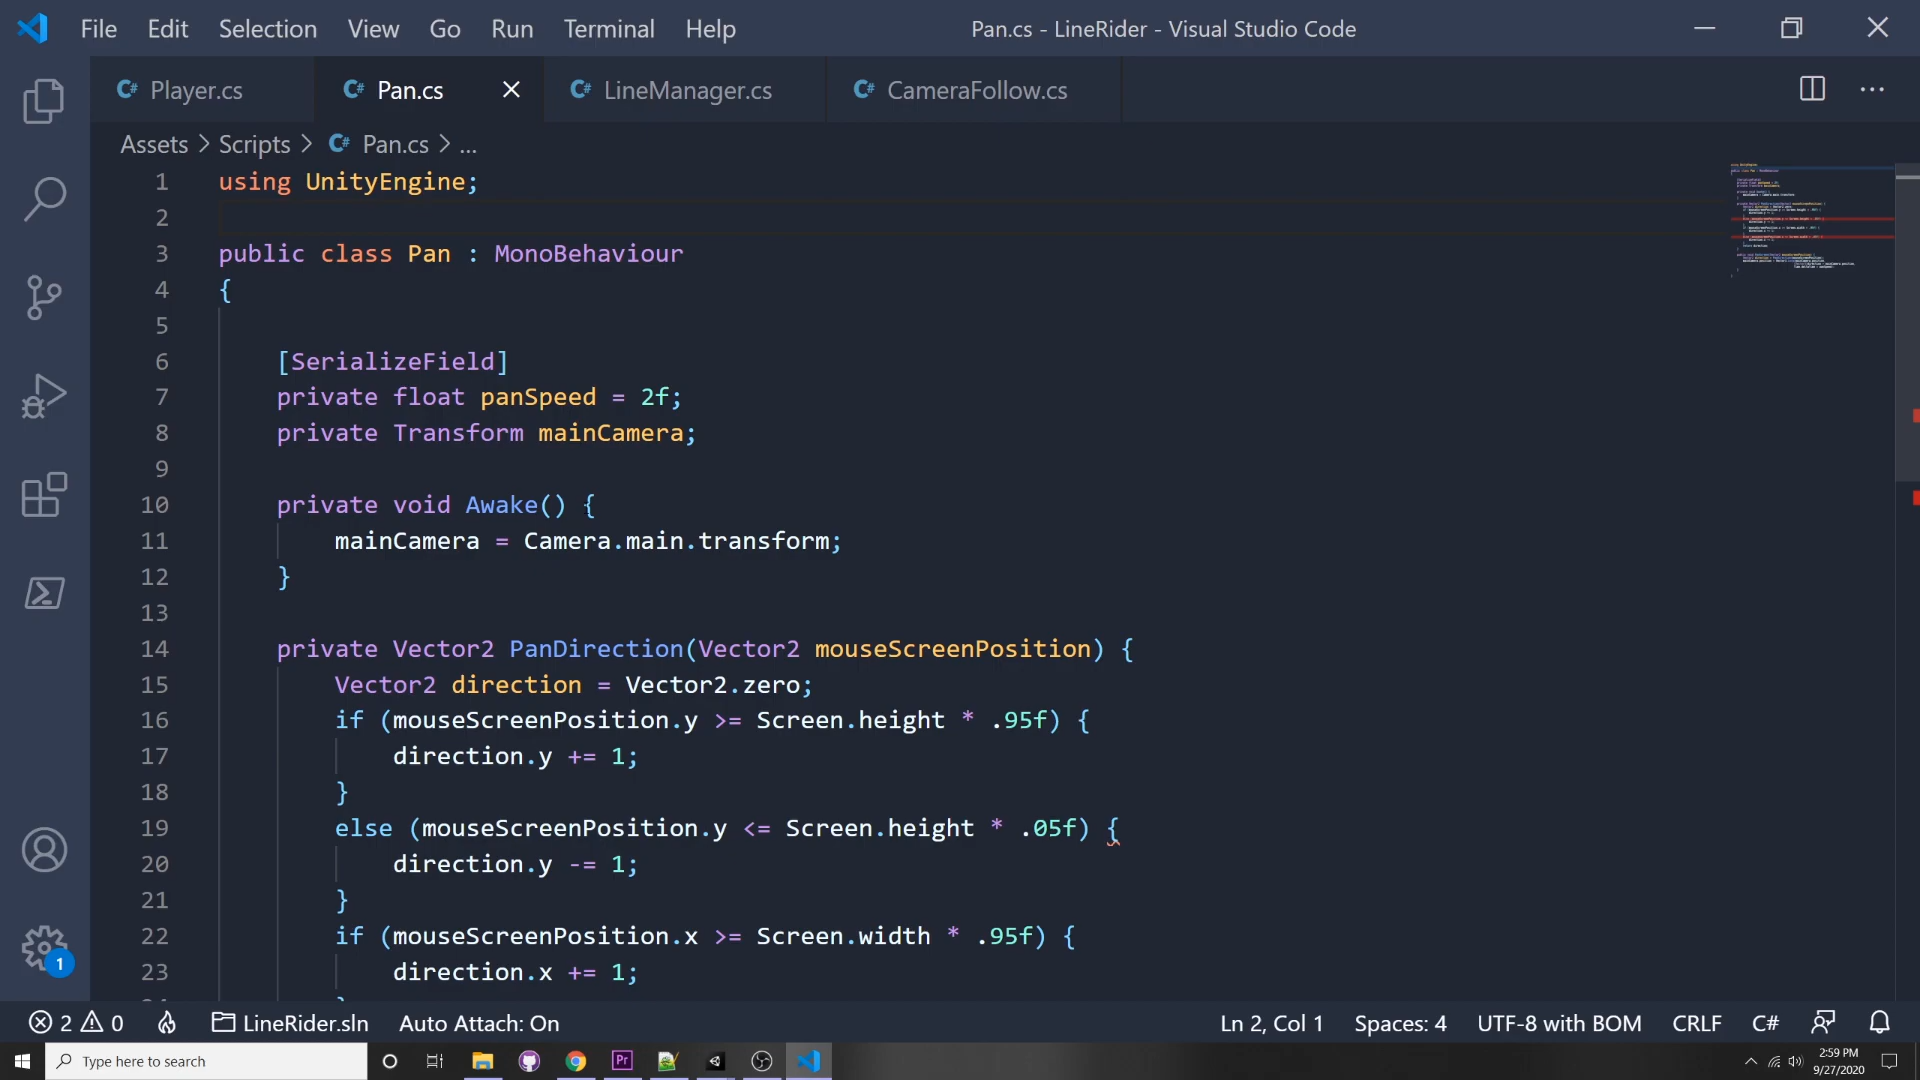 File Edit Selection View Go Run Terminal Help Pan.cs - LineRider - Visual Studio Code
C# Player.cs C# Pan.cs C# LineManager.cs C# CameraFollow.cs
Assets > Scripts > C# Pan.cs > ...
1 using UnityEngine;
2
3 public class Pan : MonoBehaviour
4 {
5
6 [SerializeField]
7 private float panSpeed = 2f;
8 private Transform mainCamera;
9
10 private void Awake() {
11 mainCamera = Camera.main.transform;
12 }
13
14 private Vector2 PanDirection(Vector2 mouseScreenPosition) {
15 Vector2 direction = Vector2.zero;
16 if (mouseScreenPosition.y >= Screen.height * .95f) {
17 direction.y += 1;
18 }
19 else (mouseScreenPosition.y <= Screen.height * .05f) {
20 direction.y -= 1;
21 }
22 if (mouseScreenPosition.x >= Screen.width * .95f) {
23 direction.x += 1;
1
2 0 LineRider.sln Auto Attach: On Ln 2, Col 1 Spaces: 4 UTF-8 with BOM CRLF C#
Type here to search Pr 2:59 PM
9/27/2020